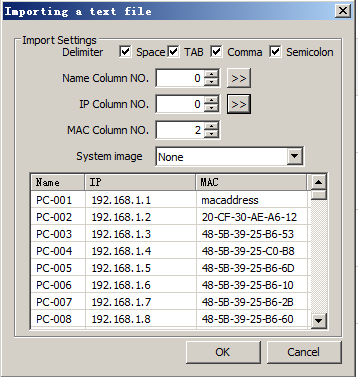 Importing a text file
Import Settings
Delimiter Space TAB Comma Semicolon
Name Column NO. 0 >>
IP Column NO. 0 >>
MAC Column NO. 2
System image None
Name IP MAC
PC-001 192.168.1.1 macaddress
PC-002 192.168.1.2 20-CF-30-AE-A6-12
PC-003 192.168.1.3 48-5B-39-25-B6-53
PC-004 192.168.1.4 48-5B-39-25-C0-B8
PC-005 192.168.1.5 48-5B-39-25-B6-6D
PC-006 192.168.1.6 48-5B-39-25-B6-10
PC-007 192.168.1.7 48-5B-39-25-B6-2B
PC-008 192.168.1.8 48-5B-39-25-B6-60
OK Cancel